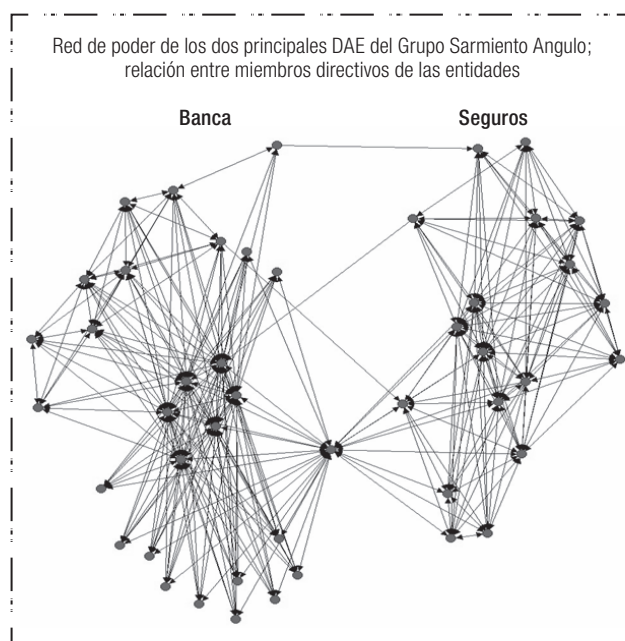 Red de poder de los dos principales DAE del Grupo Sarmiento Angulo;
relación entre miembros directivos de las entidades
Banca Seguros